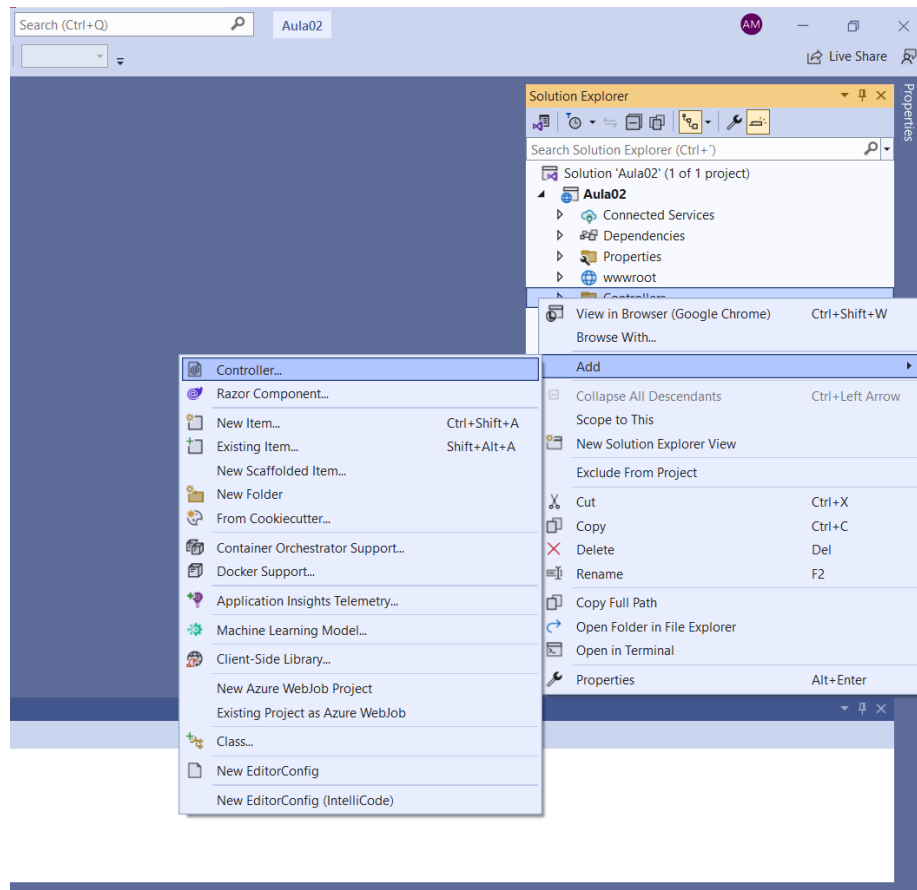 Search (Ctrl+Q)
Aula02
AM
Live Share
Properties
Solution Explorer
Search Solution Explorer (Ctrl+´)
Solution 'Aula02' (1 of 1 project)
Aula02
Connected Services
Dependencies
Properties
wwwroot
Controllers
View in Browser (Google Chrome) Ctrl+Shift+W
Browse With...
Add
Collapse All Descendants Ctrl+Left Arrow
Scope to This
New Solution Explorer View
Exclude From Project
Cut Ctrl+X
Copy Ctrl+C
Delete Del
Rename F2
Copy Full Path
Open Folder in File Explorer
Open in Terminal
Properties Alt+Enter
Controller...
Razor Component...
New Item... Ctrl+Shift+A
Existing Item... Shift+Alt+A
New Scaffolded Item...
New Folder
From Cookiecutter...
Container Orchestrator Support...
Docker Support...
Application Insights Telemetry...
Machine Learning Model...
Client-Side Library...
New Azure WebJob Project
Existing Project as Azure WebJob
Class...
New EditorConfig
New EditorConfig (IntelliCode)